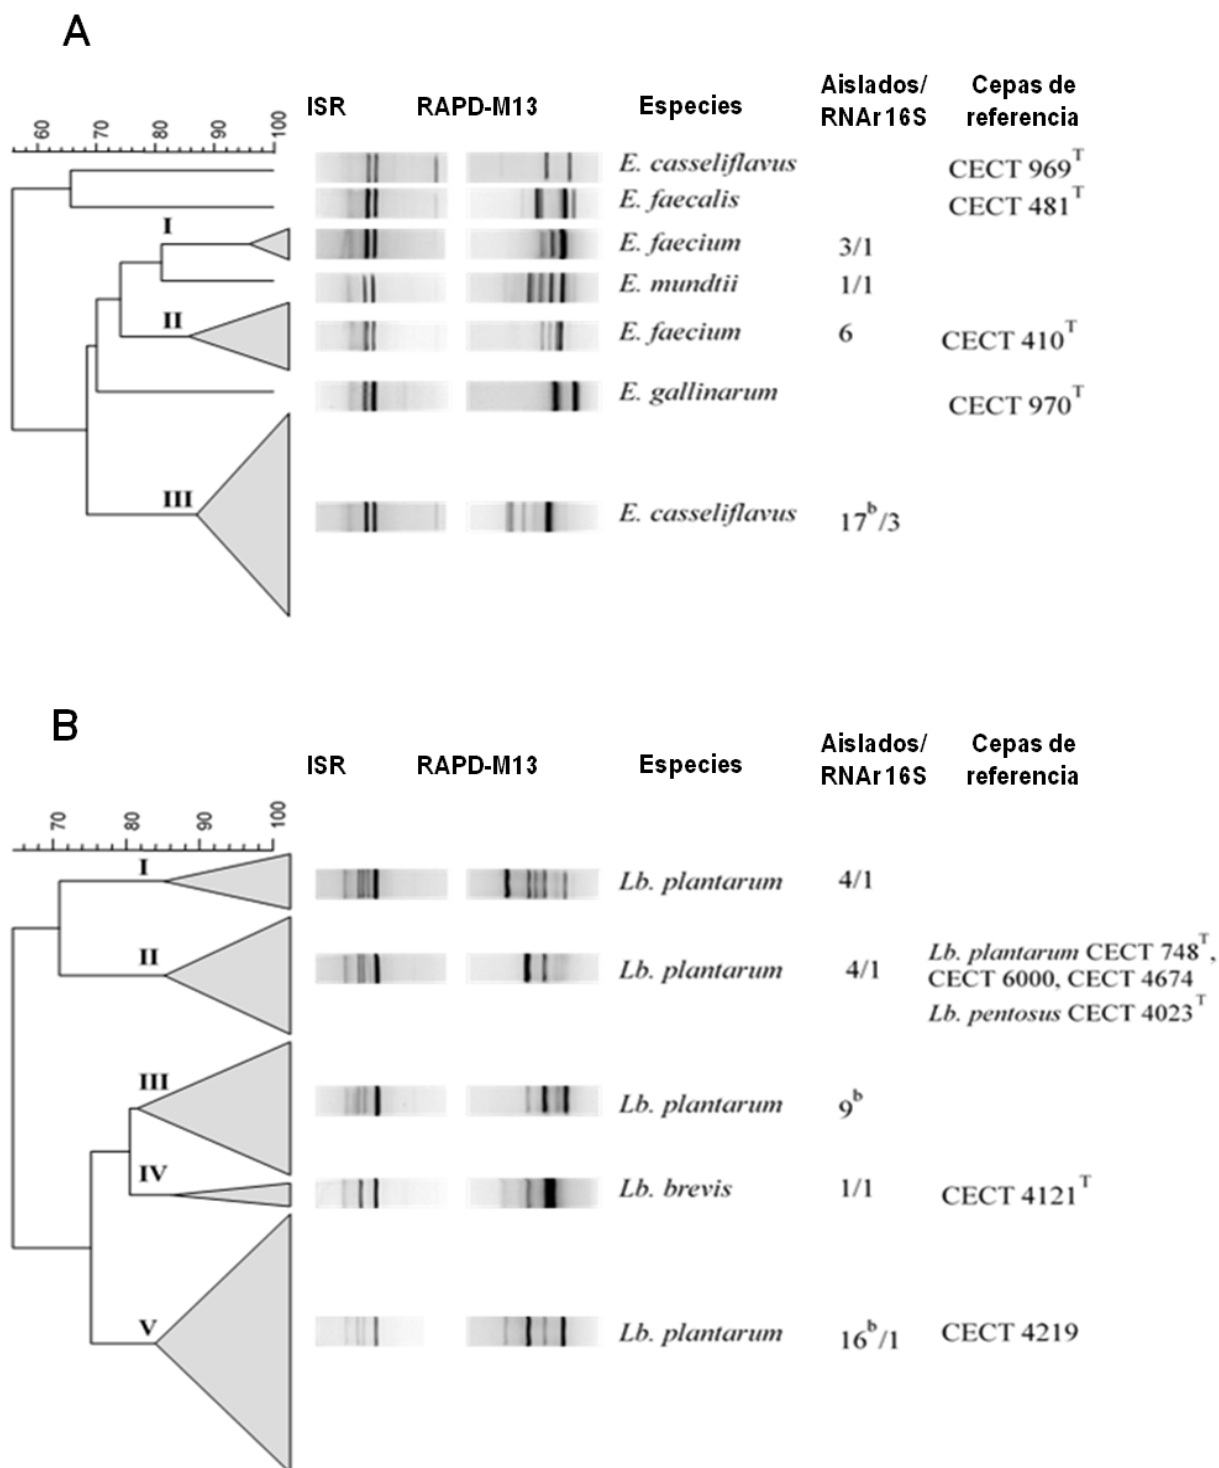 A
ISR RAPD-M13 Especies Aislados/ RNAr 16S Cepas de referencia
60 70 80 90 100
E. casseliflavus CECT 969T
E. faecalis CECT 481T
I E. faecium 3/1
E. mundtii 1/1
II E. faecium 6 CECT 410T
E. gallinarum CECT 970T
III E. casseliflavus 17b/3
B
ISR RAPD-M13 Especies Aislados/ RNAr 16S Cepas de referencia
70 80 90 100
I Lb. plantarum 4/1
II Lb. plantarum 4/1 Lb. plantarum CECT 748T,
CECT 6000, CECT 4674
Lb. pentosus CECT 4023T
III Lb. plantarum 9b
IV Lb. brevis 1/1 CECT 4121T
V Lb. plantarum 16b/1 CECT 4219